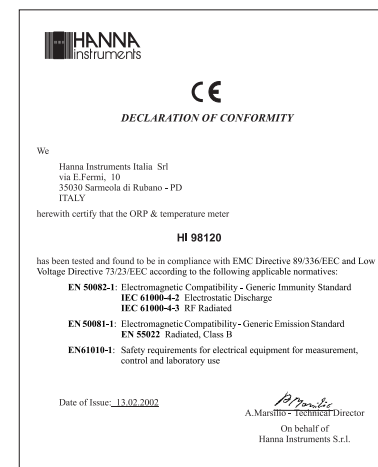 HANNA
instruments
CE
DECLARATION OF CONFORMITY
We
Hanna Instruments Italia Srl
via E.Fermi, 10
35030 Sarmeola di Rubano - PD
ITALY
herewith certify that the ORP & temperature meter
HI 98120
has been tested and found to be in compliance with EMC Directive 89/336/EEC and Low
Voltage Directive 73/23/EEC according to the following applicable normatives:
EN 50082-1: Electromagnetic Compatibility - Generic Immunity Standard
IEC 61000-4-2 Electrostatic Discharge
IEC 61000-4-3 RF Radiated
EN 50081-1: Electromagnetic Compatibility - Generic Emission Standard
EN 55022 Radiated, Class B
EN61010-1: Safety requirements for electrical equipment for measurement,
control and laboratory use
Date of Issue: 13.02.2002
A.Marsilio
A.Marsilio - Technical Director
On behalf of
Hanna Instruments S.r.l.